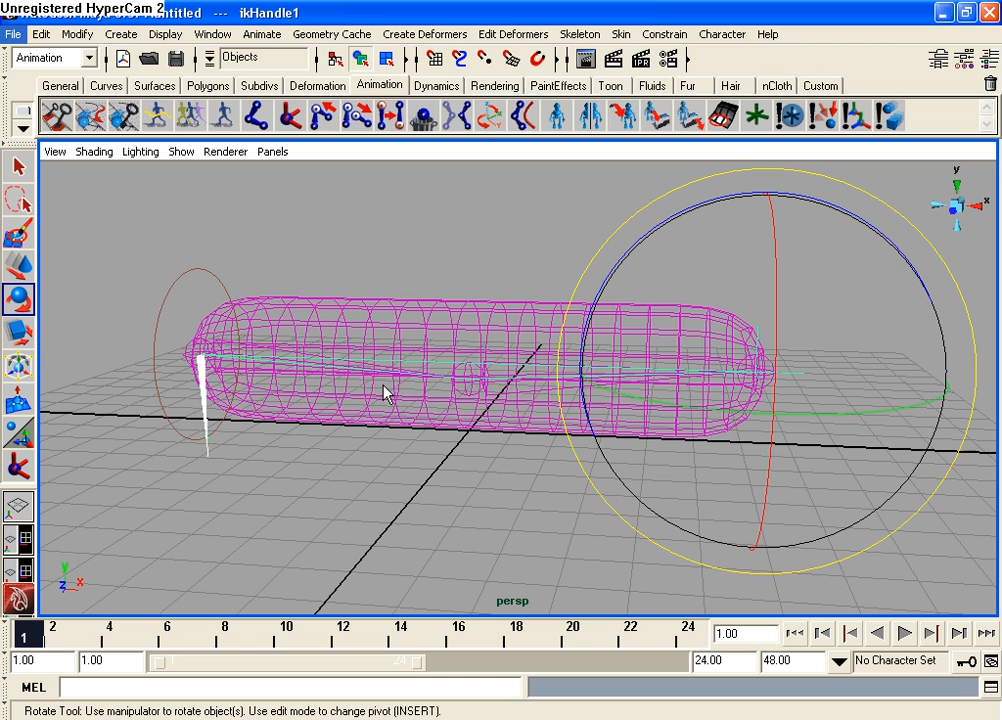 Unregistered HyperCam 2
untitled --- ikHandle1
File Edit Modify Create Display Window Animate Geometry Cache Create Deformers Edit Deformers Skeleton Skin Constrain Character Help
Animation Objects
General Curves Surfaces Polygons Subdivs Deformation Animation Dynamics Rendering PaintEffects Toon Fluids Fur Hair nCloth Custom
IPR
View Shading Lighting Show Renderer Panels
y
x
y
z x
persp
1 2 4 6 8 10 12 14 16 18 20 22 24 1.00
1.00 1.00 1 24 24.00 48.00 No Character Set
MEL
Rotate Tool: Use manipulator to rotate object(s). Use edit mode to change pivot (INSERT).